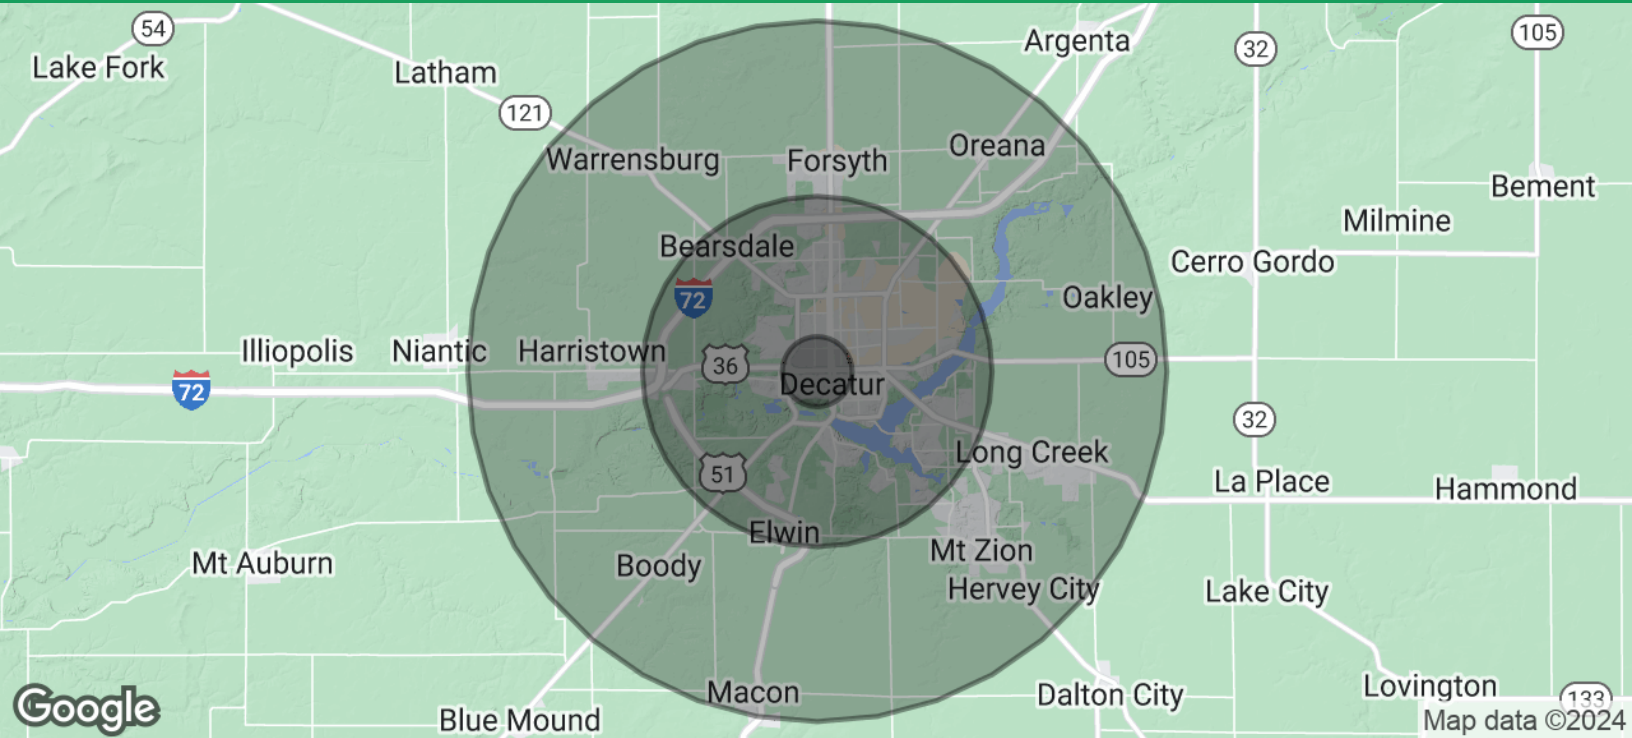 54
105
32
Argenta
Lake Fork
Latham
121
Oreana
Warrensburg
Forsyth
Bement
Milmine
Bearsdale
Cerro Gordo
72
Oakley
Illiopolis
Niantic
Harristown
36
105
Decatur
72
32
Long Creek
51
La Place
Hammond
Elwin
Mt Zion
Mt Auburn
Boody
Hervey City
Lake City
Macon
Dalton City
Lovington
133
Google
Blue Mound
Map data ©2024